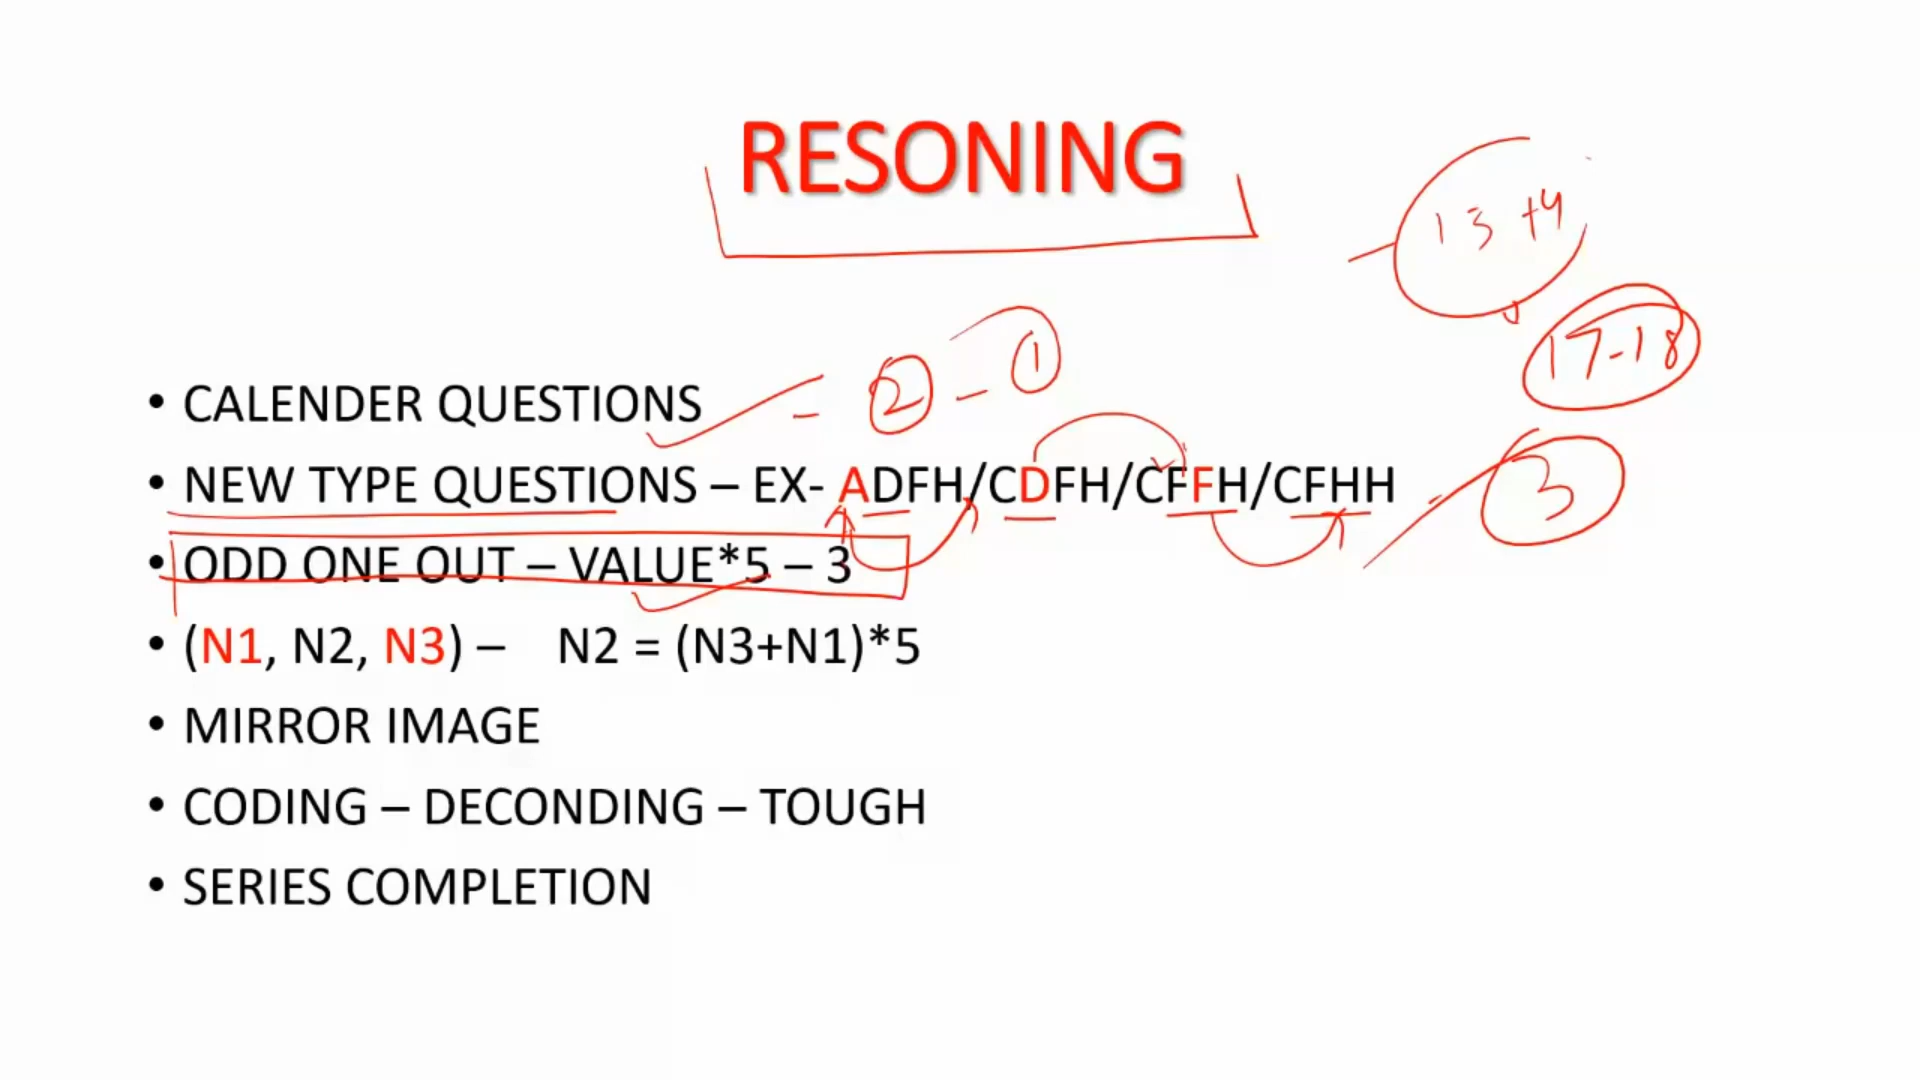 RESONING
13 +4
17-18
• CALENDER QUESTIONS - 2 - 1
• NEW TYPE QUESTIONS – EX- ADFH/CDFH/CFFH/CFHH - 3
• ODD ONE OUT – VALUE*5 – 3
• (N1, N2, N3) – N2 = (N3+N1)*5
• MIRROR IMAGE
• CODING – DECONDING – TOUGH
• SERIES COMPLETION